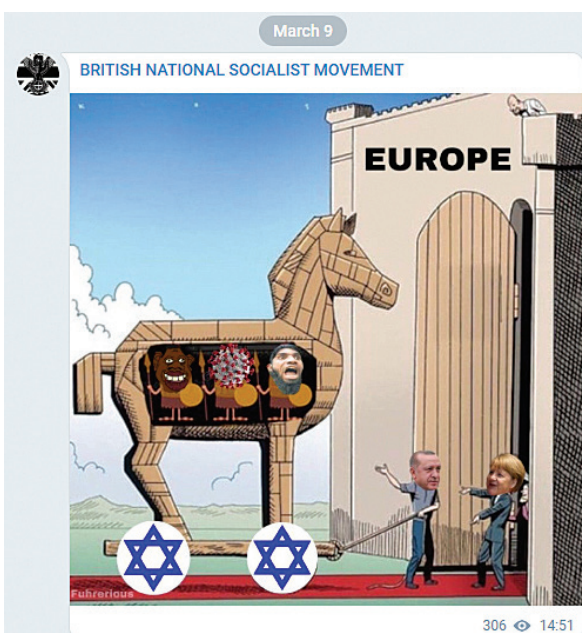 March 9
BRITISH NATIONAL SOCIALIST MOVEMENT
EUROPE
Fuhrerious
306 14:51